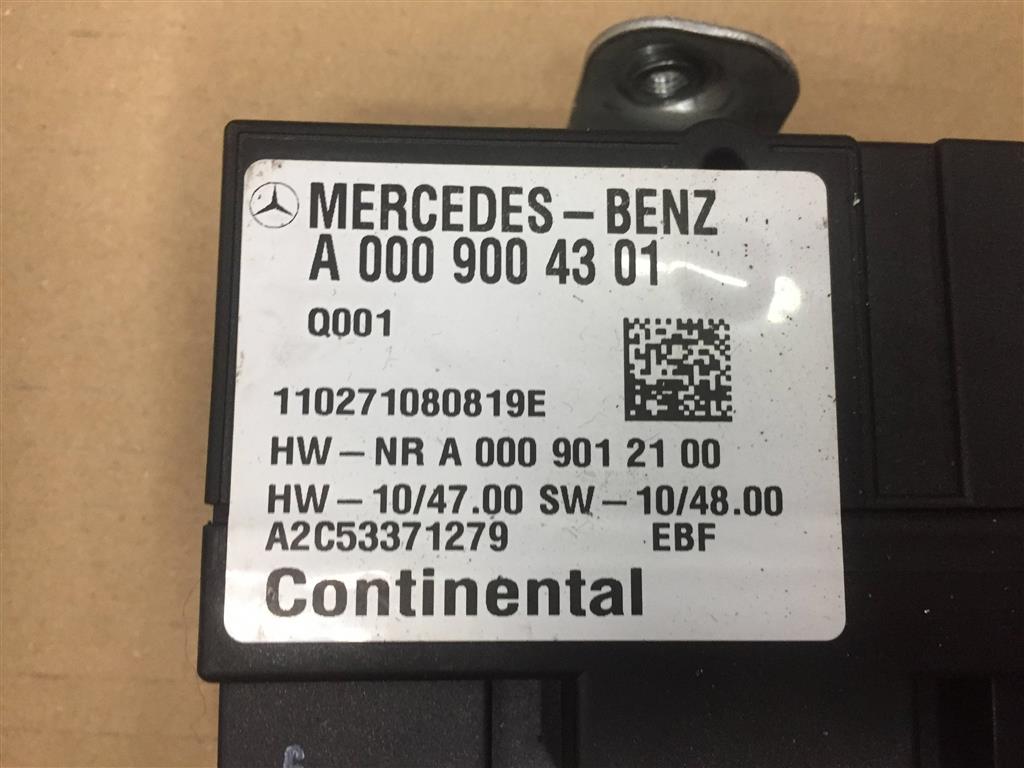 MERCEDES-BENZ
A 000 900 43 01
Q001
110271080819E
HW-NR A 000 901 21 00
HW-10/47.00 SW-10/48.00
A2C53371279 EBF
Continental